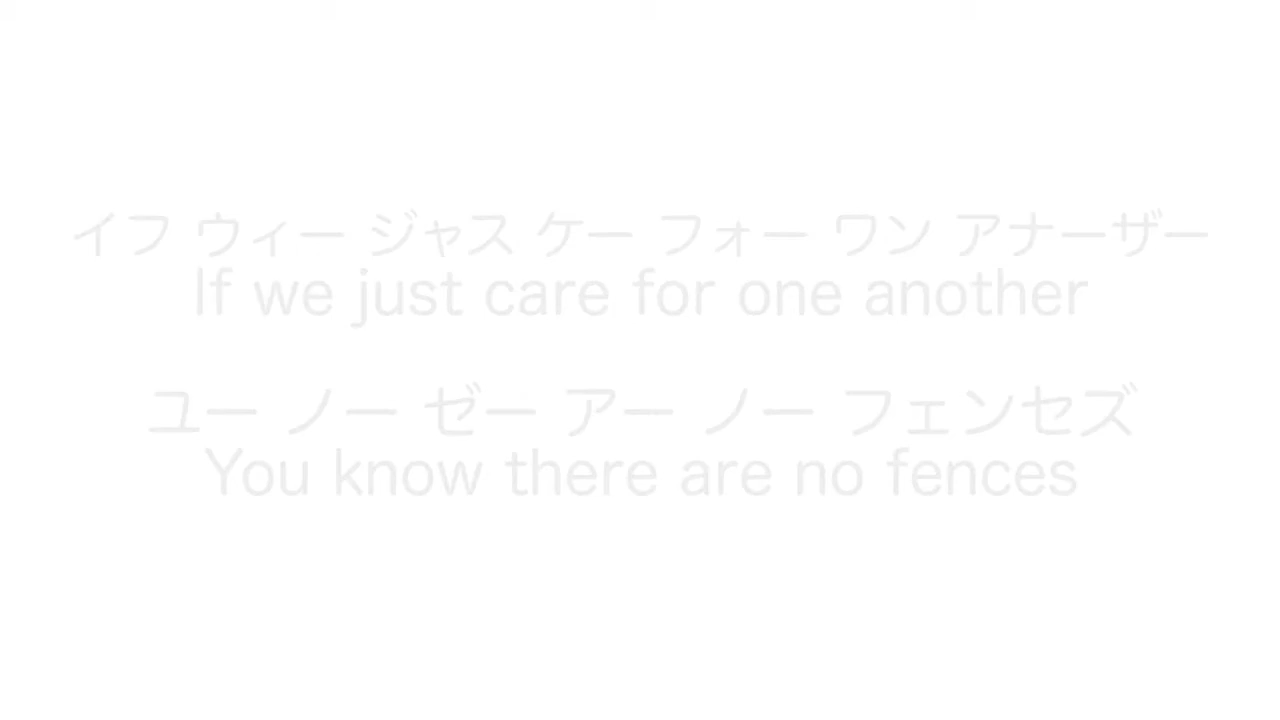 イフ ウィー ジャス ケー フォー ワン アナーザー
If we just care for one another
ユー ノー ゼー アー ノー フェンセズ
You know there are no fences